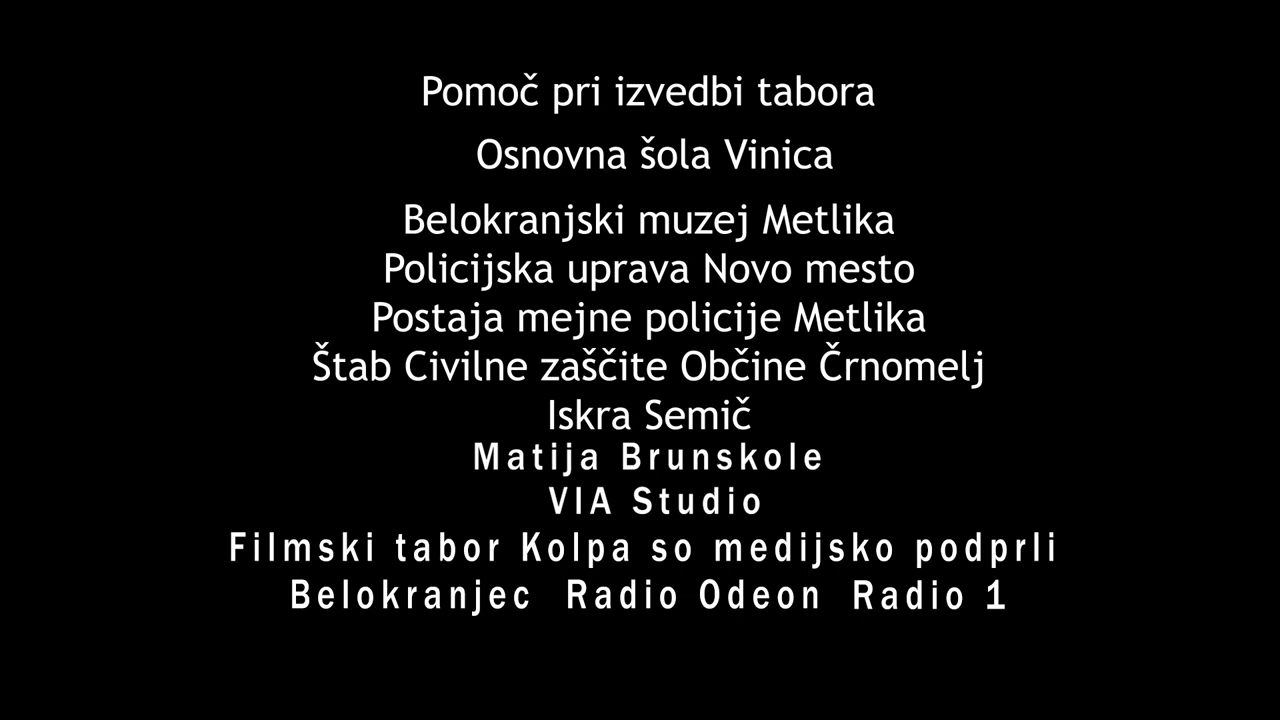 Pomoč pri izvedbi tabora
Osnovna šola Vinica
Belokranjski muzej Metlika
Policijska uprava Novo mesto
Postaja mejne policije Metlika
Štab Civilne zaščite Občine Črnomelj
Iskra Semič
Matija Brunskole
VIA Studio
Filmski tabor Kolpa so medijsko podprli
Belokranjec Radio Odeon Radio 1